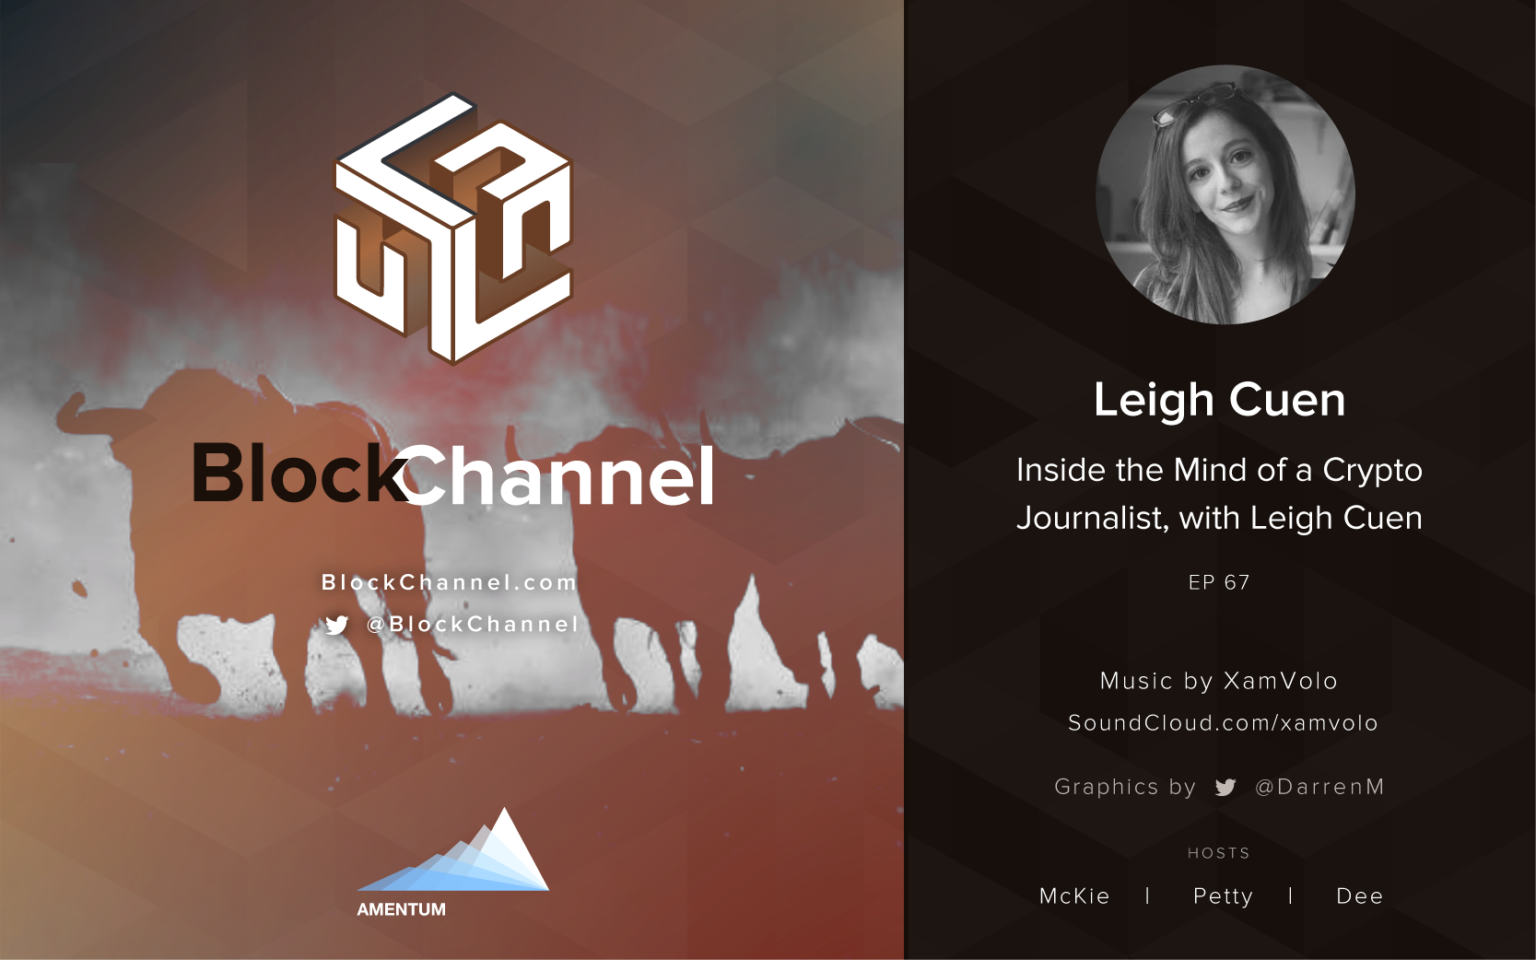 BlockChannel
BlockChannel.com
@BlockChannel
AMENTUM
Leigh Cuen
Inside the Mind of a Crypto
Journalist, with Leigh Cuen
EP 67
Music by XamVolo
SoundCloud.com/xamvolo
Graphics by @DarrenM
HOSTS
McKie | Petty | Dee